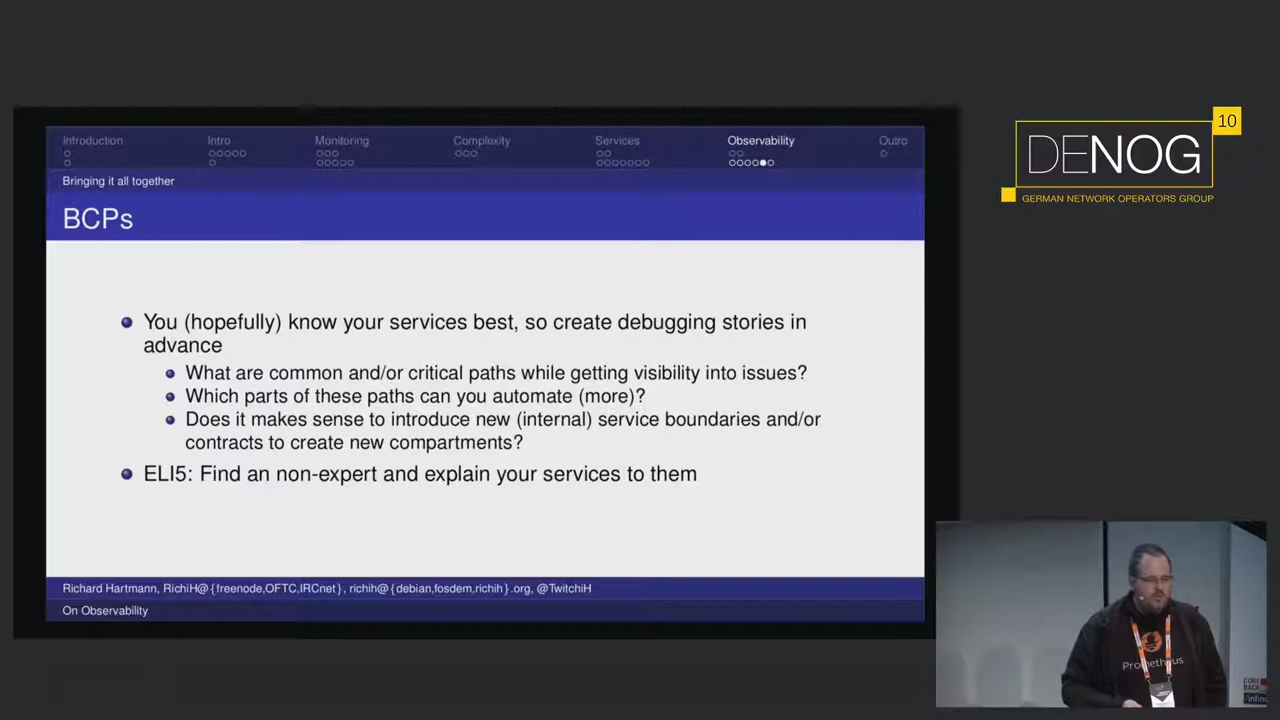 Introduction
Intro
Monitoring
Complexity
Services
Observability
Outro
Bringing it all together
BCPs
You (hopefully) know your services best, so create debugging stories in
advance
What are common and/or critical paths while getting visibility into issues?
Which parts of these paths can you automate (more)?
Does it makes sense to introduce new (internal) service boundaries and/or
contracts to create new compartments?
ELI5: Find an non-expert and explain your services to them
Richard Hartmann, RichiH@{freenode,OFTC,IRCnet}, richih@{debian,fosdem,richih}.org, @TwitchiH
On Observability
10
DENOG
GERMAN NETWORK OPERATORS GROUP
Prometheus